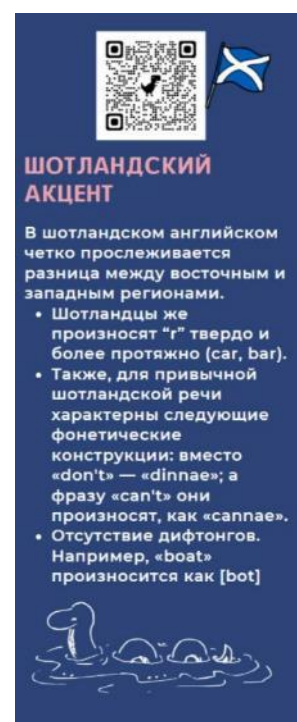 ШОТЛАНДСКИЙ
АКЦЕНТ
В шотландском английском
четко прослеживается
разница между восточным и
западным регионами.
• Шотландцы же
произносят “r” твердо и
более протяжно (car, bar).
• Также, для привычной
шотландской речи
характерны следующие
фонетические
конструкции: вместо
«don't» — «dinnae»; а
фразу «can't» они
произносят, как «cannae».
• Отсутствие дифтонгов.
Например, «boat»
произносится как [bot]